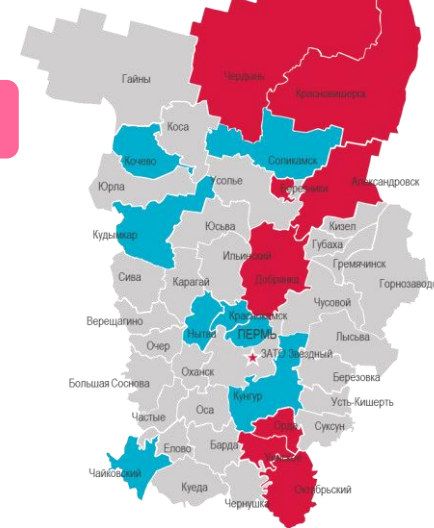 Гайны
Чердынь
Красновишерск
Коса
Кочево
Соликамск
Юрла
Усолье
Березники
Александровск
Кудымкар
Юсьва
Кизел
Ильинский
Губаха
Гремячинск
Сива
Карагай
Добрянка
Горнозаводс
Чусовой
Верещагино
Краснокамск
Нытва
ПЕРМЬ
Лысьва
Очер
ЗАТО Звездный
Оханск
Березовка
Большая Соснова
Кунгур
Усть-Кишерть
Частые
Оса
Орда
Суксун
Барда
Елово
Чайковский
Куеда
Октябрьский
Чернушка